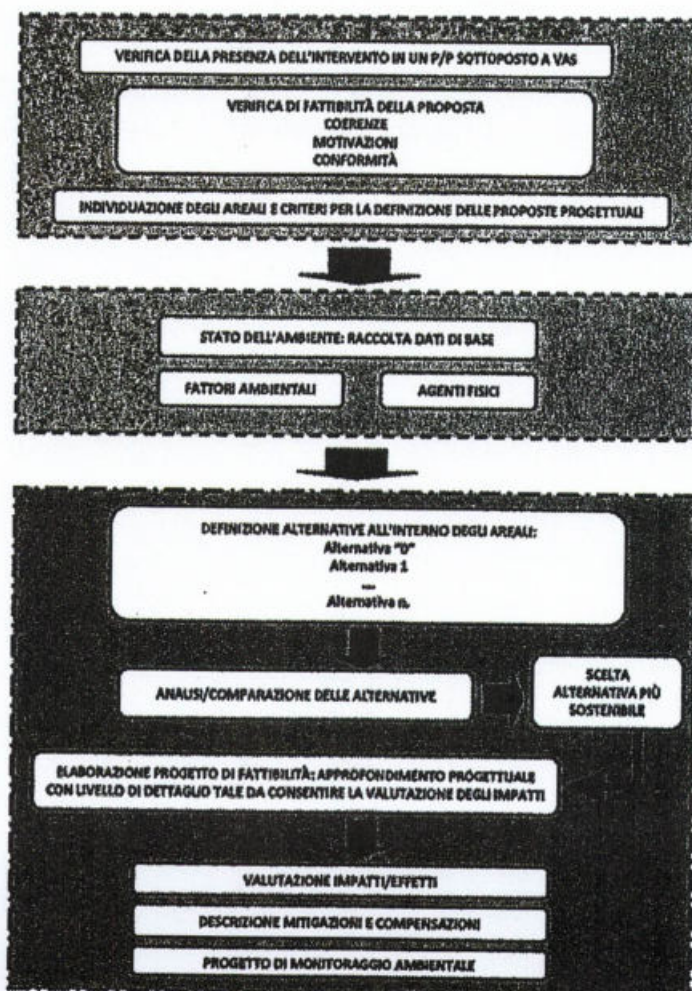 VERIFICA DELLA PRESENZA DELL'INTERVENTO IN UN P/P SOTTOPOSTO A VAS
VERIFICA DI FATTIBILITÀ DELLA PROPOSTA
COERENZE
MOTIVAZIONI
CONFORMITÀ
INDIVIDUAZIONE DEGLI AREALI E CRITERI PER LA DEFINIZIONE DELLE PROPOSTE PROGETTUALI
STATO DELL'AMBIENTE: RACCOLTA DATI DI BASE
FATTORI AMBIENTALI
AGENTI FISICI
DEFINIZIONE ALTERNATIVE ALL'INTERNO DEGLI AREALI:
Alternativa "0"
Alternativa 1
....
Alternativa n.
ANALISI/COMPARAZIONE DELLE ALTERNATIVE
SCELTA
ALTERNATIVA PIÙ
SOSTENIBILE
ELABORAZIONE PROGETTO DI FATTIBILITÀ: APPROFONDIMENTO PROGETTUALE
CON LIVELLO DI DETTAGLIO TALE DA CONSENTIRE LA VALUTAZIONE DEGLI IMPATTI
VALUTAZIONE IMPATTI/EFFETTI
DESCRIZIONE MITIGAZIONI E COMPENSAZIONI
PROGETTO DI MONITORAGGIO AMBIENTALE